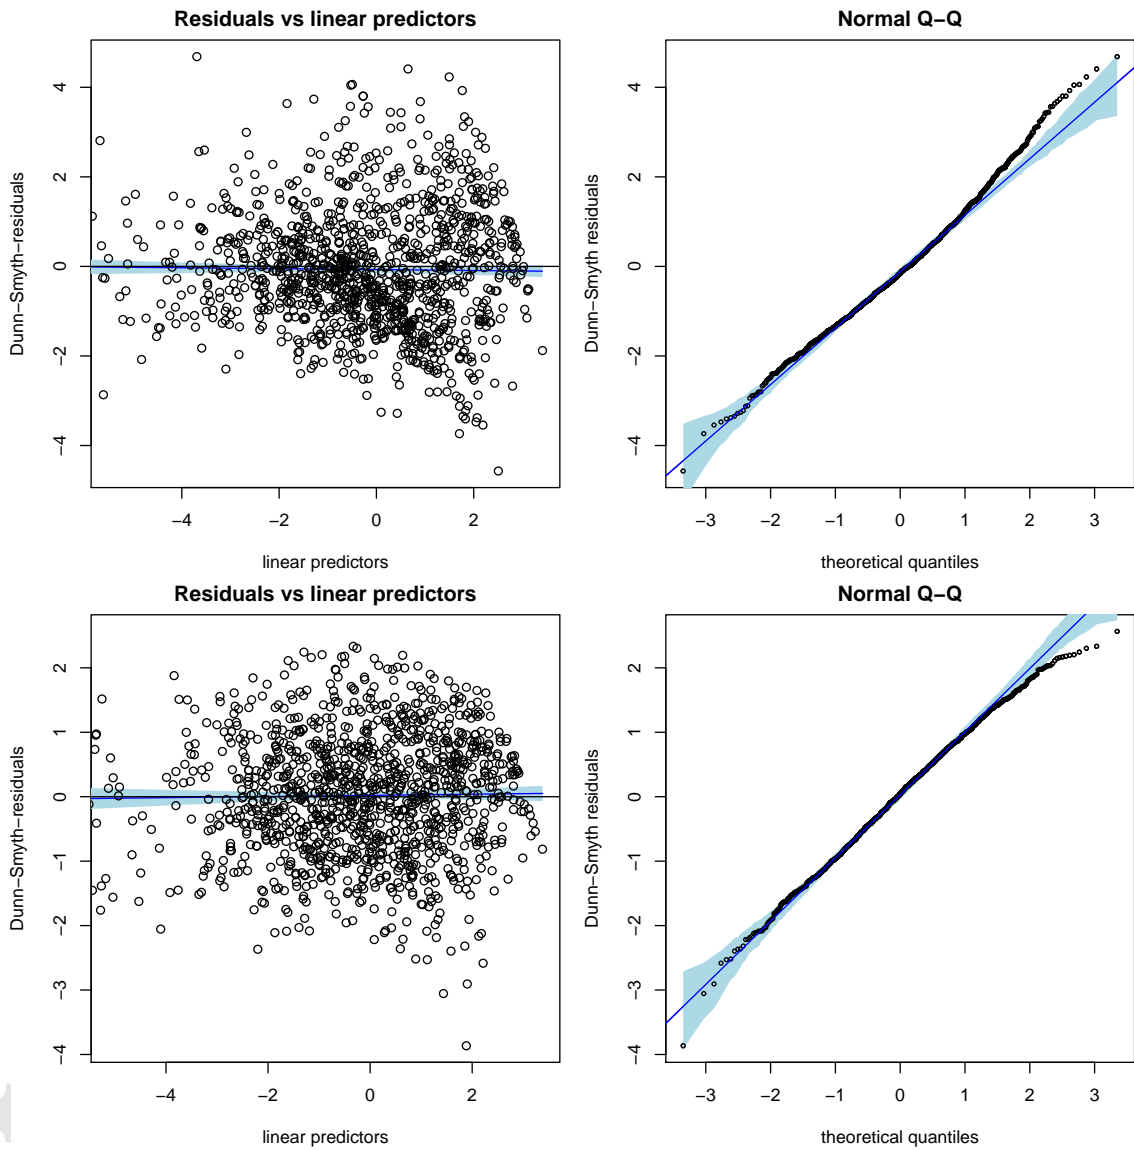 Residuals vs linear predictors
Dunn−Smyth−residuals
4
2
0
−2
−4
−4 −2 0 2
linear predictors
Normal Q−Q
Dunn−Smyth residuals
4
2
0
−2
−4
−3 −2 −1 0 1 2 3
theoretical quantiles
Residuals vs linear predictors
Dunn−Smyth−residuals
2
1
0
−1
−2
−3
−4
−4 −2 0 2
linear predictors
Normal Q−Q
Dunn−Smyth residuals
2
1
0
−1
−2
−3
−4
−3 −2 −1 0 1 2 3
theoretical quantiles